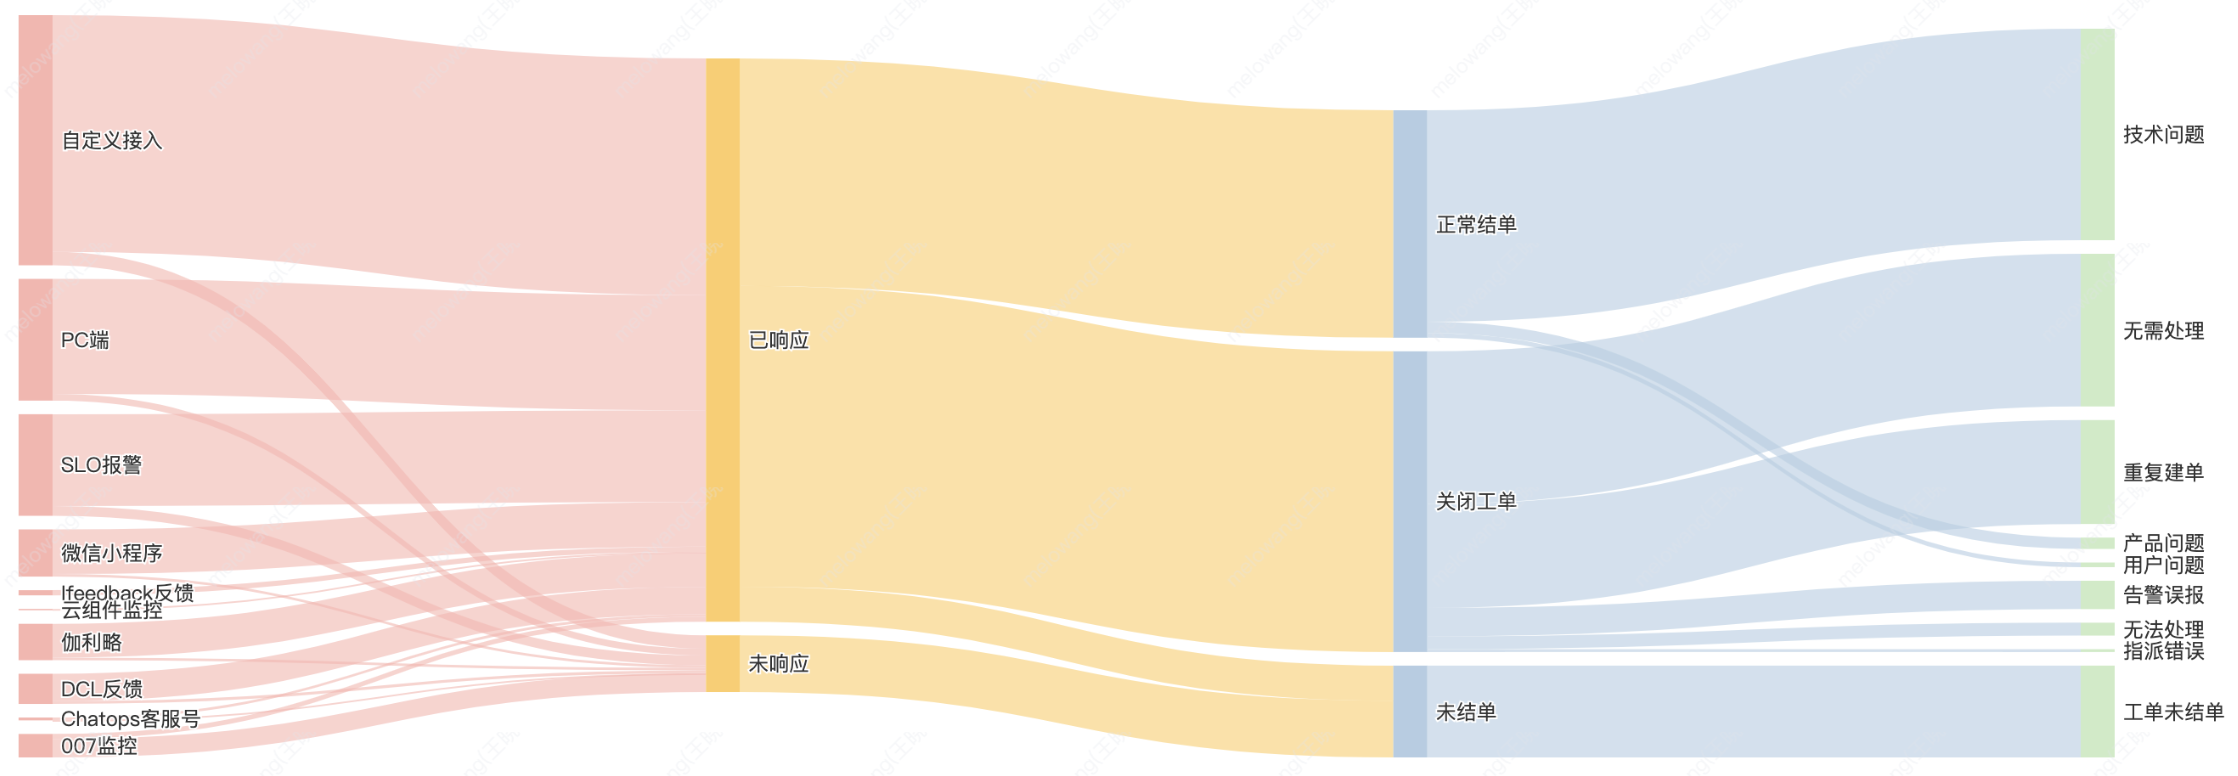 自定义接入
PC端
SLO报警
微信小程序
Ifeedback反馈
云组件监控
伽利略
DCL反馈
Chatops客服号
007监控
已响应
未响应
正常结单
关闭工单
未结单
技术问题
无需处理
重复建单
产品问题
用户问题
告警误报
无法处理
指派错误
工单未结单